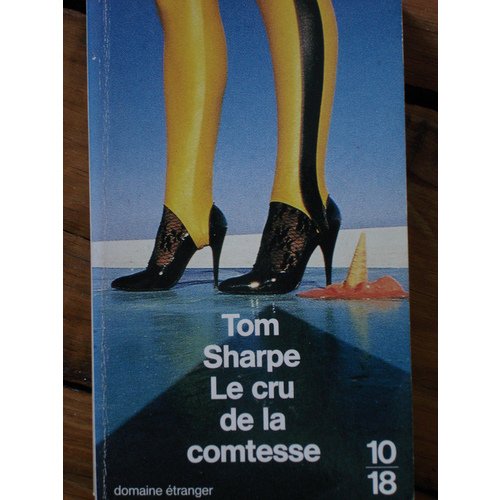 Tom
Sharpe
Le cru
de la
comtesse
10
18
domaine étranger